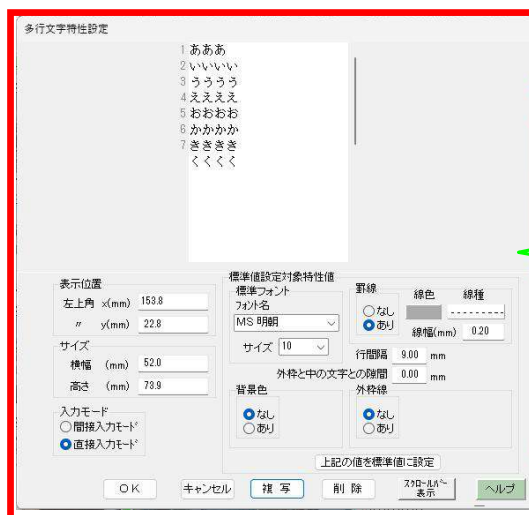 多行文字特性設定
1 あああ
2 いいいい
3 うううう
4 ええええ
5 おおおお
6 かかかか
7 きききき
くくくく
表示位置
左上角 x(mm) 153.8
〃 y(mm) 22.8
サイズ
横幅 (mm) 52.0
高さ (mm) 73.9
入力モード
間接入力モード
直接入力モード
標準値設定対象特性値
標準フォント
フォント名
MS 明朝
サイズ 10
罫線
なし
あり
線色 線種
線幅(mm) 0.20
行間隔 9.00 mm
外枠と中の文字との隙間 0.00 mm
背景色
なし
あり
外枠線
なし
あり
上記の値を標準値に設定
OK キャンセル 複写 削除 スクロールバー表示 ヘルプ